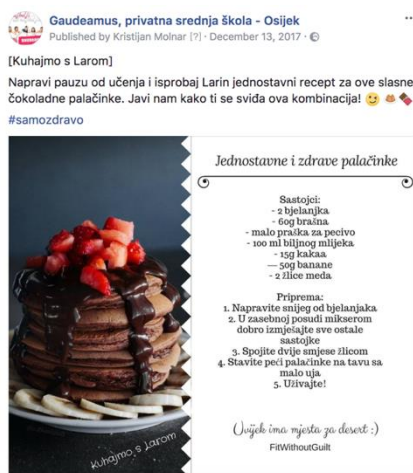 Gaudeamus, privatna srednja škola - Osijek
Published by Kristijan Molnar [?] · December 13, 2017 ·
[Kuhajmo s Larom]
Napravi pauzu od učenja i isprobaj Larin jednostavni recept za ove slasne
čokoladne palačinke. Javi nam kako ti se sviđa ova kombinacija!
#samozdravo
Jednostavne i zdrave palačinke
Sastojci:
- 2 bjelanjka
- 60g brašna
- malo praška za pecivo
- 100 ml biljnog mlijeka
- 15g kakaa
— 50g banane
- 2 žlice meda
Priprema:
1. Napravite snijeg od bjelanjaka
2. U zasebnoj posudi mikserom
dobro izmješajte sve ostale
sastojke
3. Spojite dvije smjese žlicom
4. Stavite peći palačinke na tavu sa
malo uja
5. Uživajte!
Uvijek ima mjesta za desert :)
FitWithoutGuilt
Kuhajmo s Larom